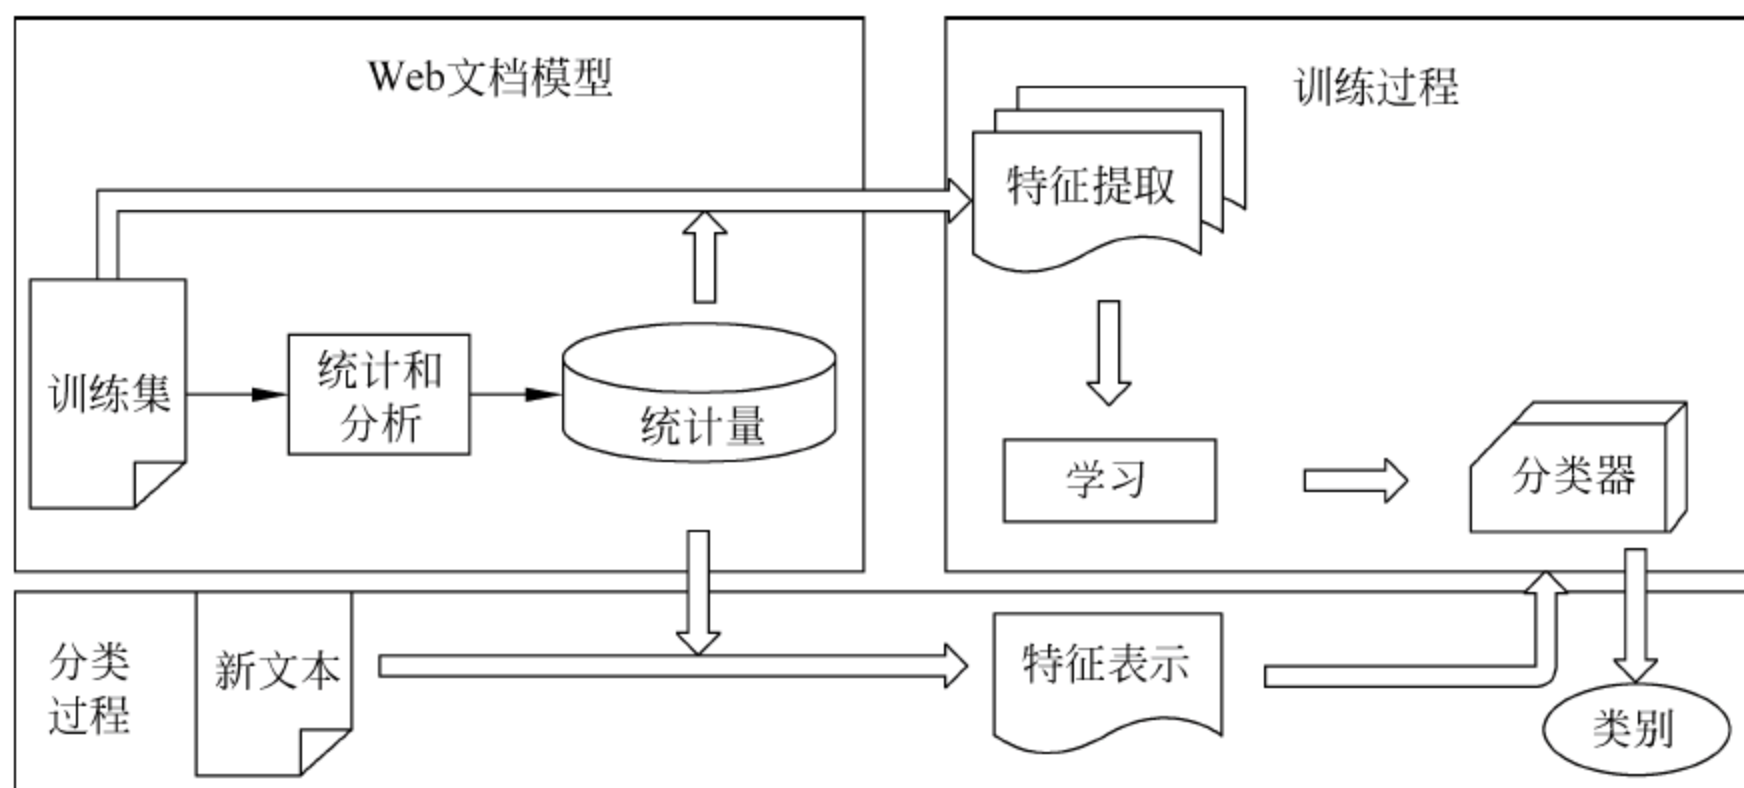 Web文档模型
训练过程
特征提取
训练集
统计和
分析
统计量
学习
分类器
分类
过程
新文本
特征表示
类别